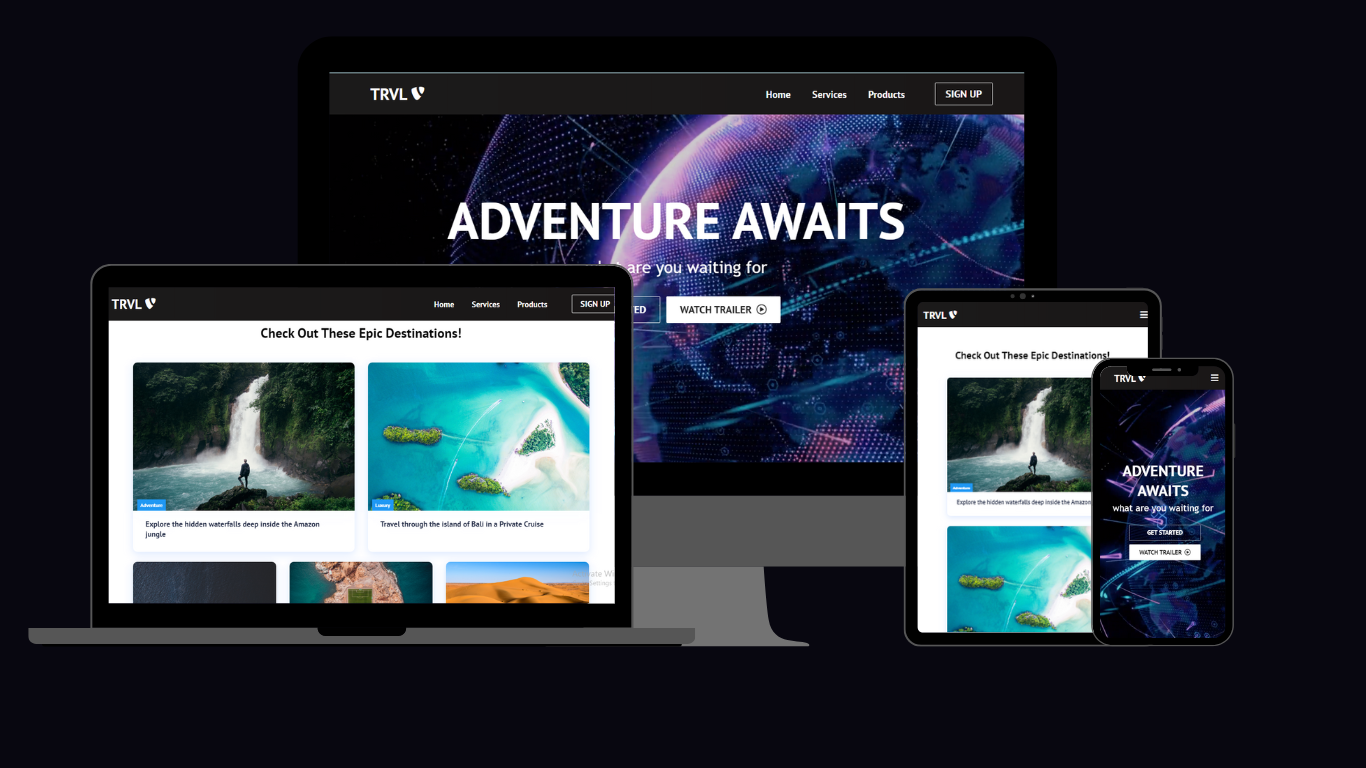 TRVL
Home Services Products SIGN UP
ADVENTURE AWAITS
are you waiting for
ED WATCH TRAILER
TRVL
Home Services Products SIGN UP
Check Out These Epic Destinations!
Adventure
Explore the hidden waterfalls deep inside the Amazon
jungle
Luxury
Travel through the island of Bali in a Private Cruise
TRVL
Check Out These Epic Destinations!
Adventure
Explore the hidden waterfalls deep inside the Amazon
TRVL
ADVENTURE
AWAITS
what are you waiting for
GET STARTED
WATCH TRAILER